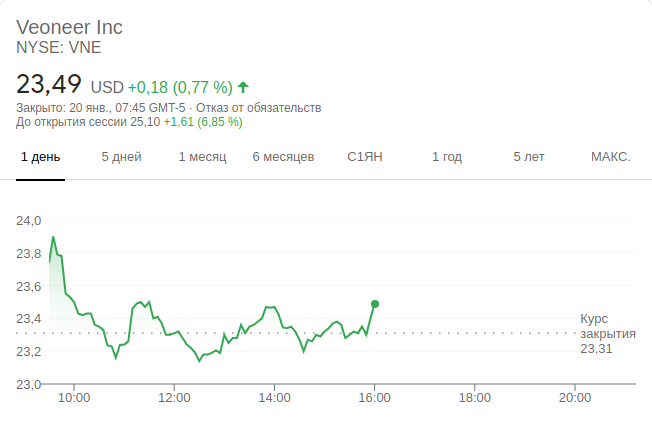 Veoneer Inc
NYSE: VNE
23,49 USD +0,18 (0,77 %)
Закрыто: 20 янв., 07:45 GMT-5 · Отказ от обязательств
До открытия сессии 25,10 +1,61 (6,85 %)
1 день 5 дней 1 месяц 6 месяцев С1ЯН 1 год 5 лет МАКС.
24,0
23,8
23,6
23,4
23,2
23,0
Курс
закрытия
23,31
10:00 12:00 14:00 16:00 18:00 20:00